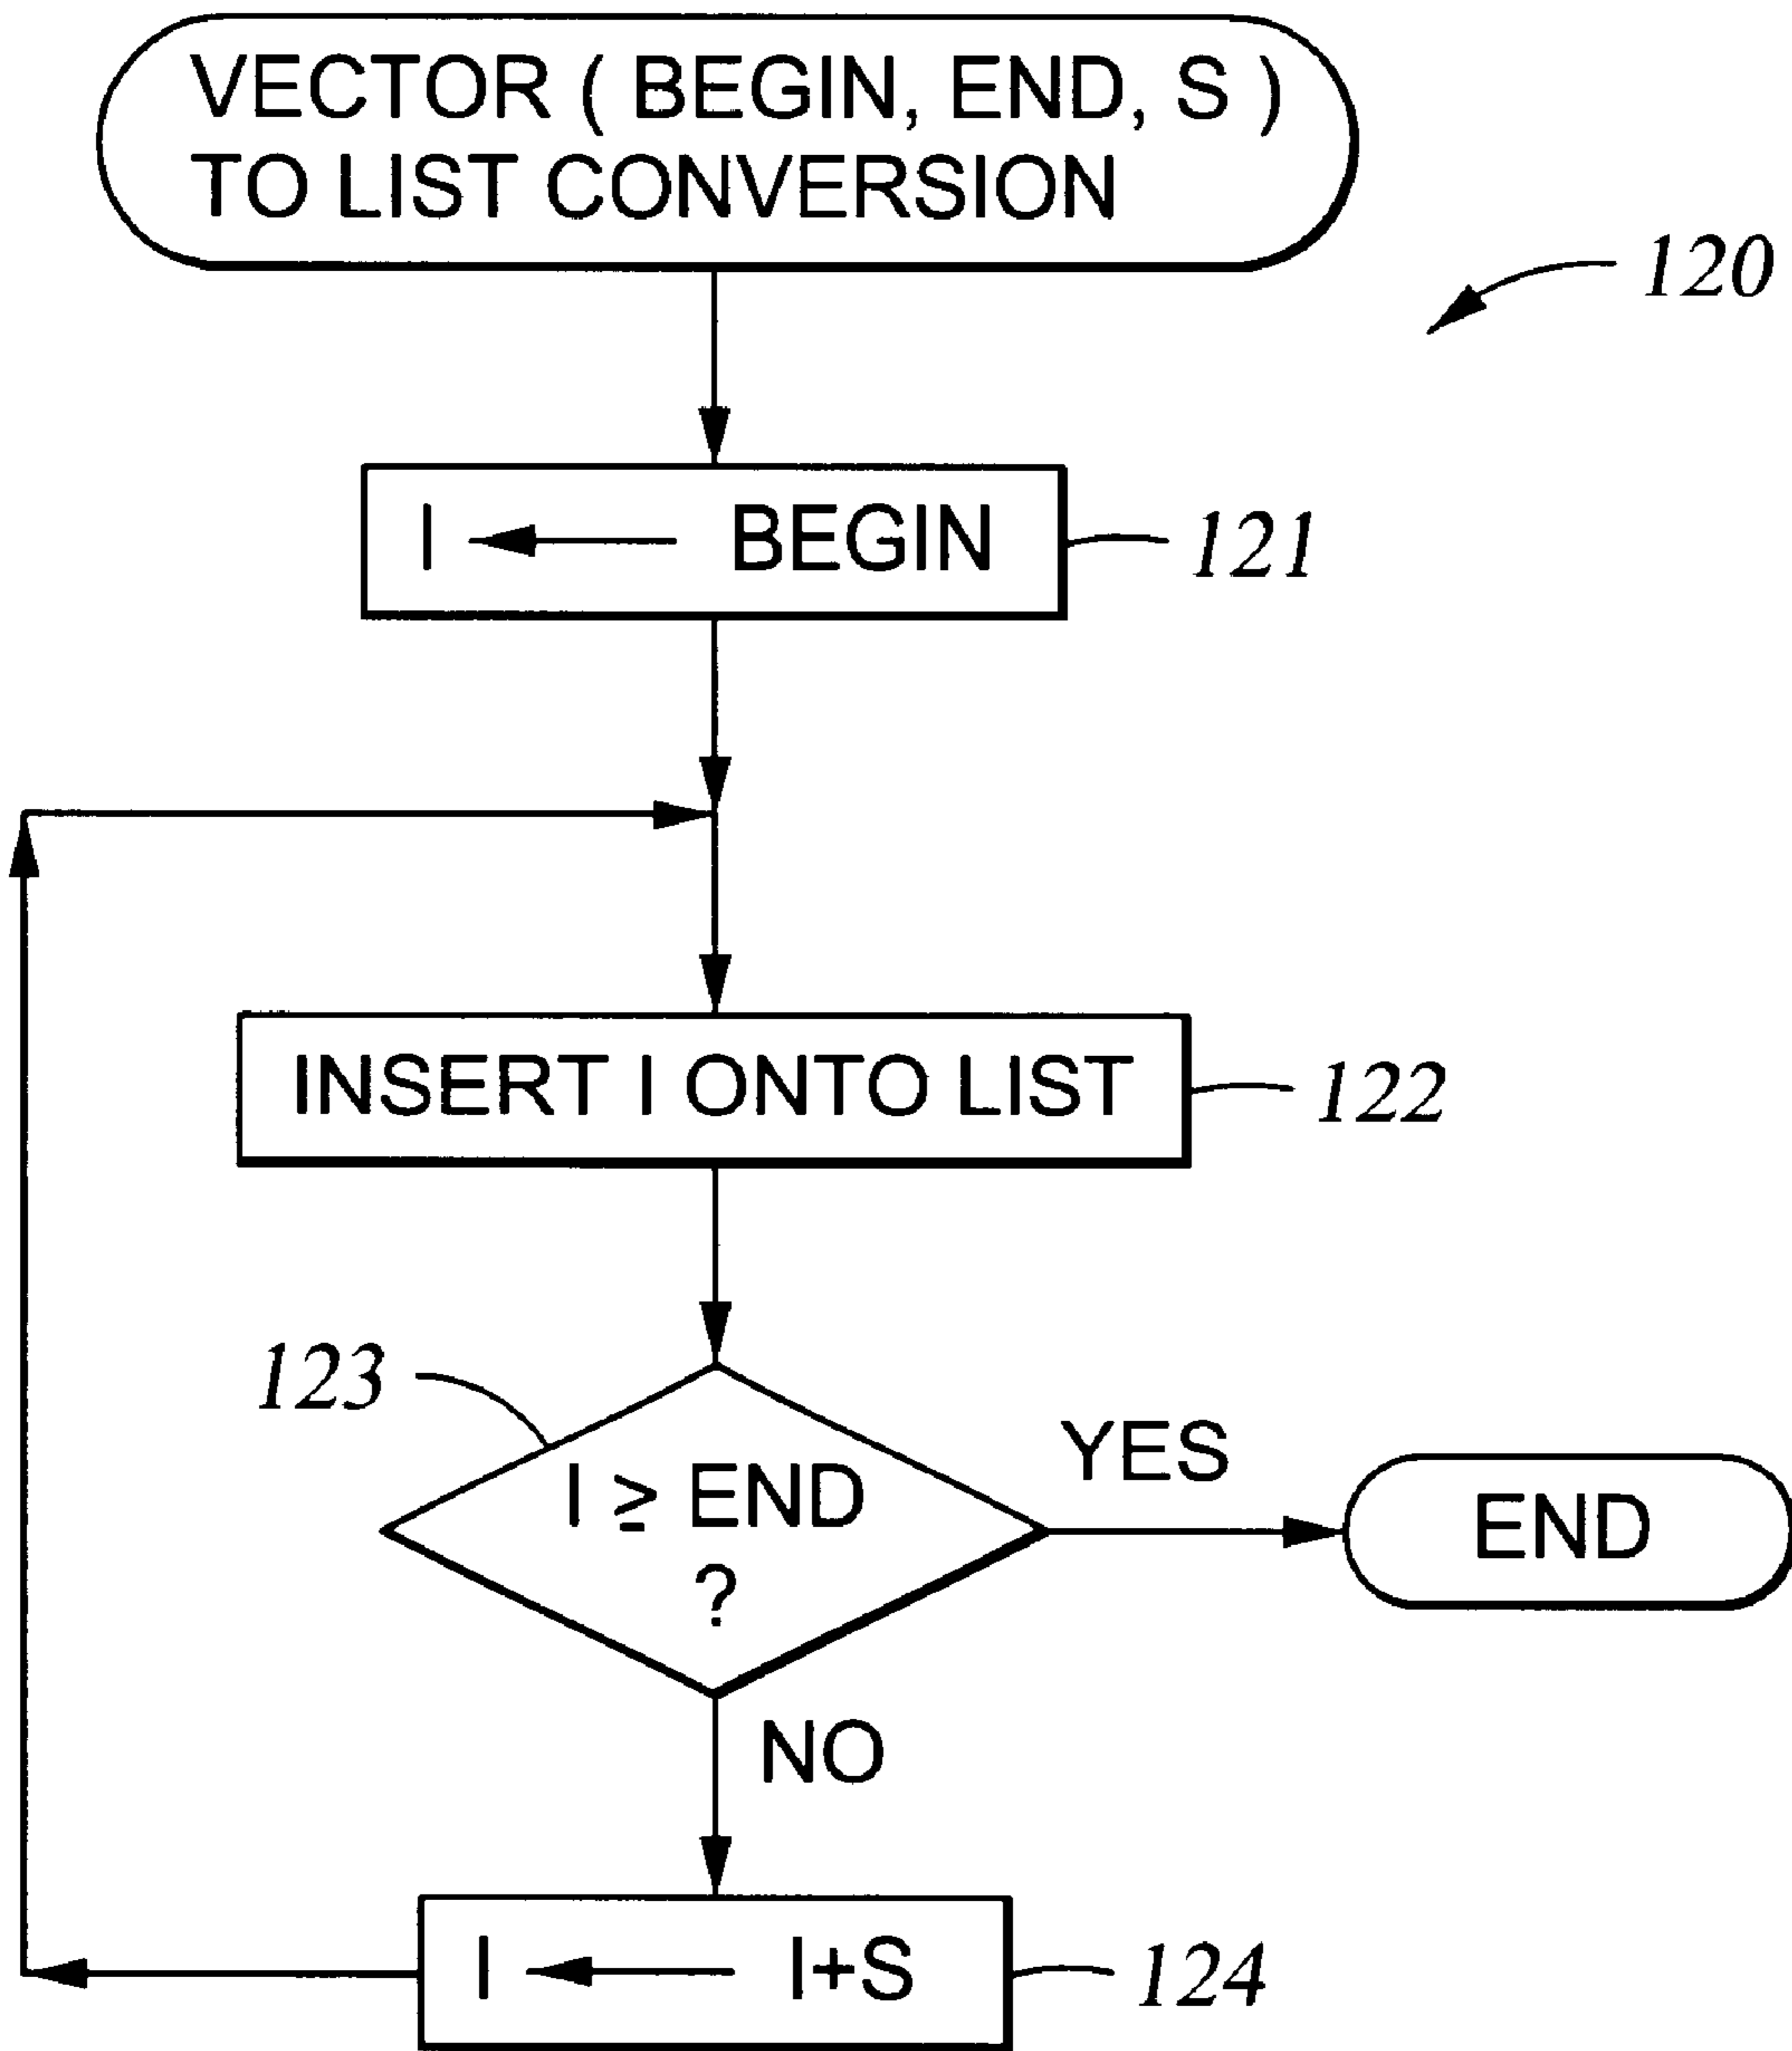 VECTOR ( BEGIN, END, S )
TO LIST CONVERSION
120
I ← BEGIN
121
INSERT I ONTO LIST
122
123
I ≥ END
?
YES
END
NO
I ← I+S
124